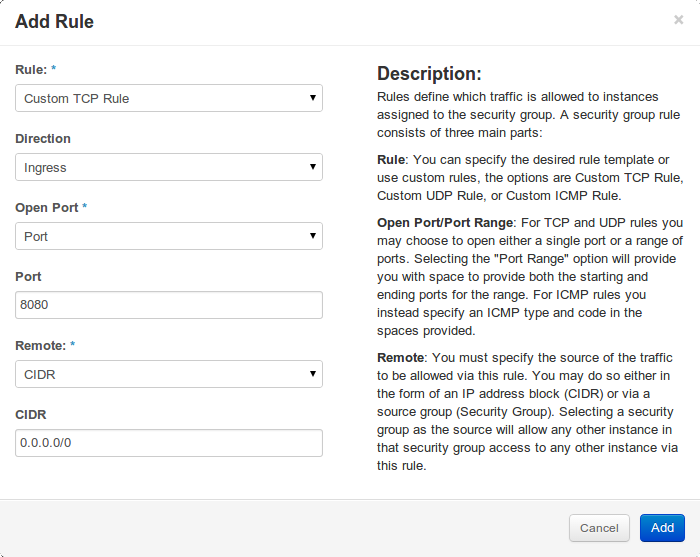 Add Rule
×
Rule: *
Custom TCP Rule
Direction
Ingress
Open Port *
Port
Port
8080
Remote: *
CIDR
CIDR
0.0.0.0/0
Description:
Rules define which traffic is allowed to instances
assigned to the security group. A security group rule
consists of three main parts:
Rule: You can specify the desired rule template or
use custom rules, the options are Custom TCP Rule,
Custom UDP Rule, or Custom ICMP Rule.
Open Port/Port Range: For TCP and UDP rules you
may choose to open either a single port or a range of
ports. Selecting the "Port Range" option will provide
you with space to provide both the starting and
ending ports for the range. For ICMP rules you
instead specify an ICMP type and code in the
spaces provided.
Remote: You must specify the source of the traffic
to be allowed via this rule. You may do so either in
the form of an IP address block (CIDR) or via a
source group (Security Group). Selecting a security
group as the source will allow any other instance in
that security group access to any other instance via
this rule.
Cancel
Add